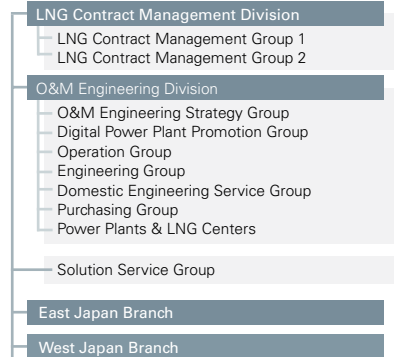 LNG Contract Management Division
LNG Contract Management Group 1
LNG Contract Management Group 2
O&M Engineering Division
O&M Engineering Strategy Group
Digital Power Plant Promotion Group
Operation Group
Engineering Group
Domestic Engineering Service Group
Purchasing Group
Power Plants & LNG Centers
Solution Service Group
East Japan Branch
West Japan Branch